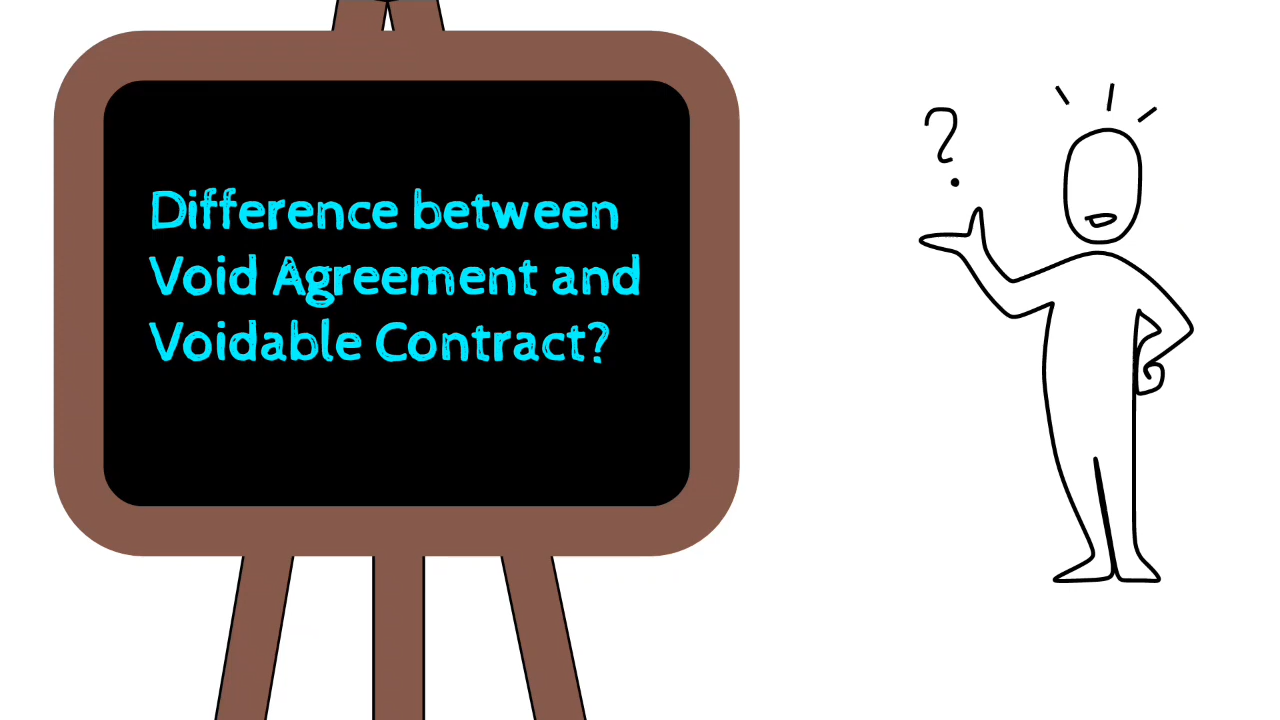 Difference between
Void Agreement and
Voidable Contract?
?